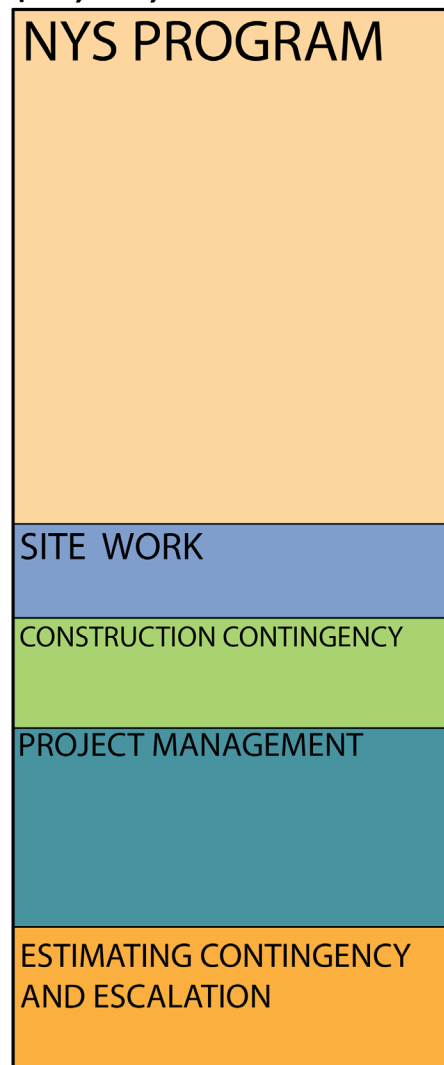 NYS PROGRAM
SITE WORK
CONSTRUCTION CONTINGENCY
PROJECT MANAGEMENT
ESTIMATING CONTINGENCY
AND ESCALATION